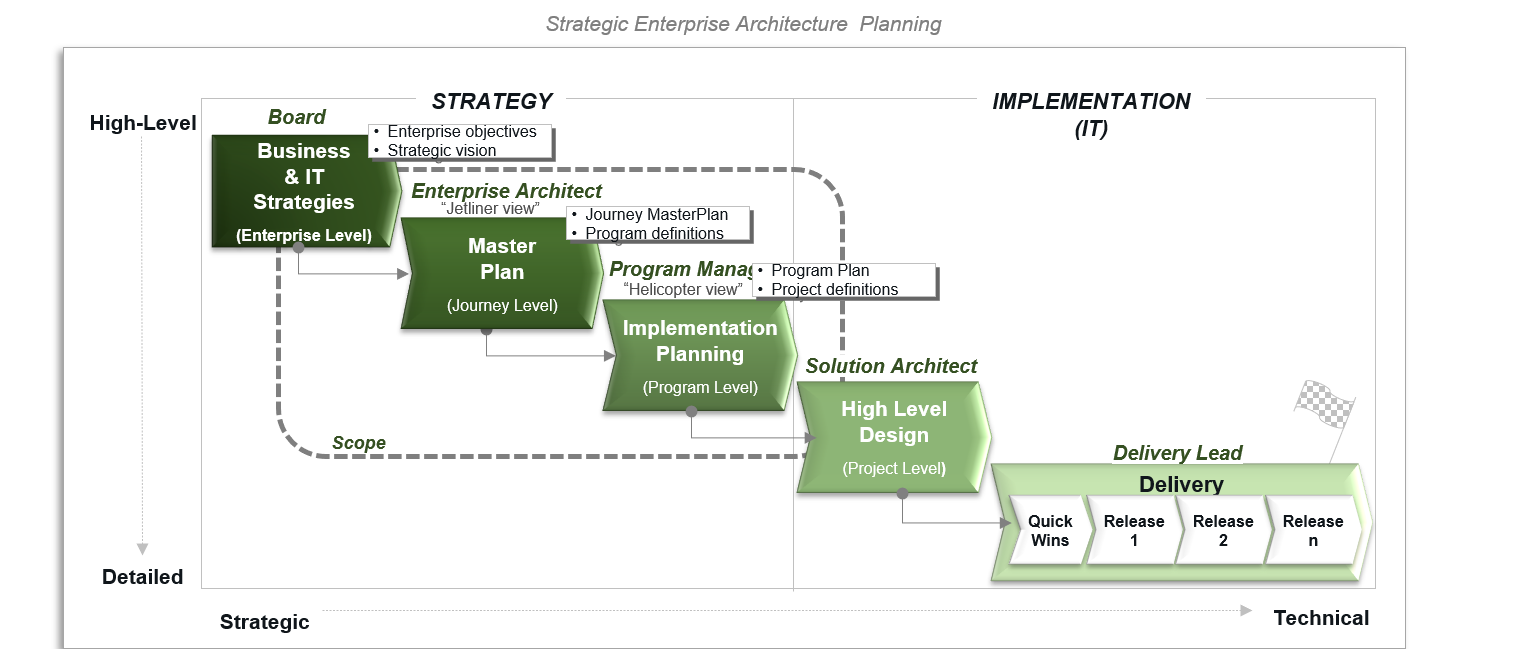 Strategic Enterprise Architecture Planning
STRATEGY
IMPLEMENTATION
(IT)
High-Level
Board
• Enterprise objectives
• Strategic vision
Business
& IT
Strategies
(Enterprise Level)
Enterprise Architect
“Jetliner view”
• Journey MasterPlan
• Program definitions
Master
Plan
(Journey Level)
Program
“Helicopter view”
• Program Plan
• Project definitions
Implementation
Planning
(Program Level)
Solution Architect
High Level
Design
(Project Level)
Scope
Delivery Lead
Delivery
Quick
Wins
Release
1
Release
2
Release
n
Detailed
Strategic
Technical